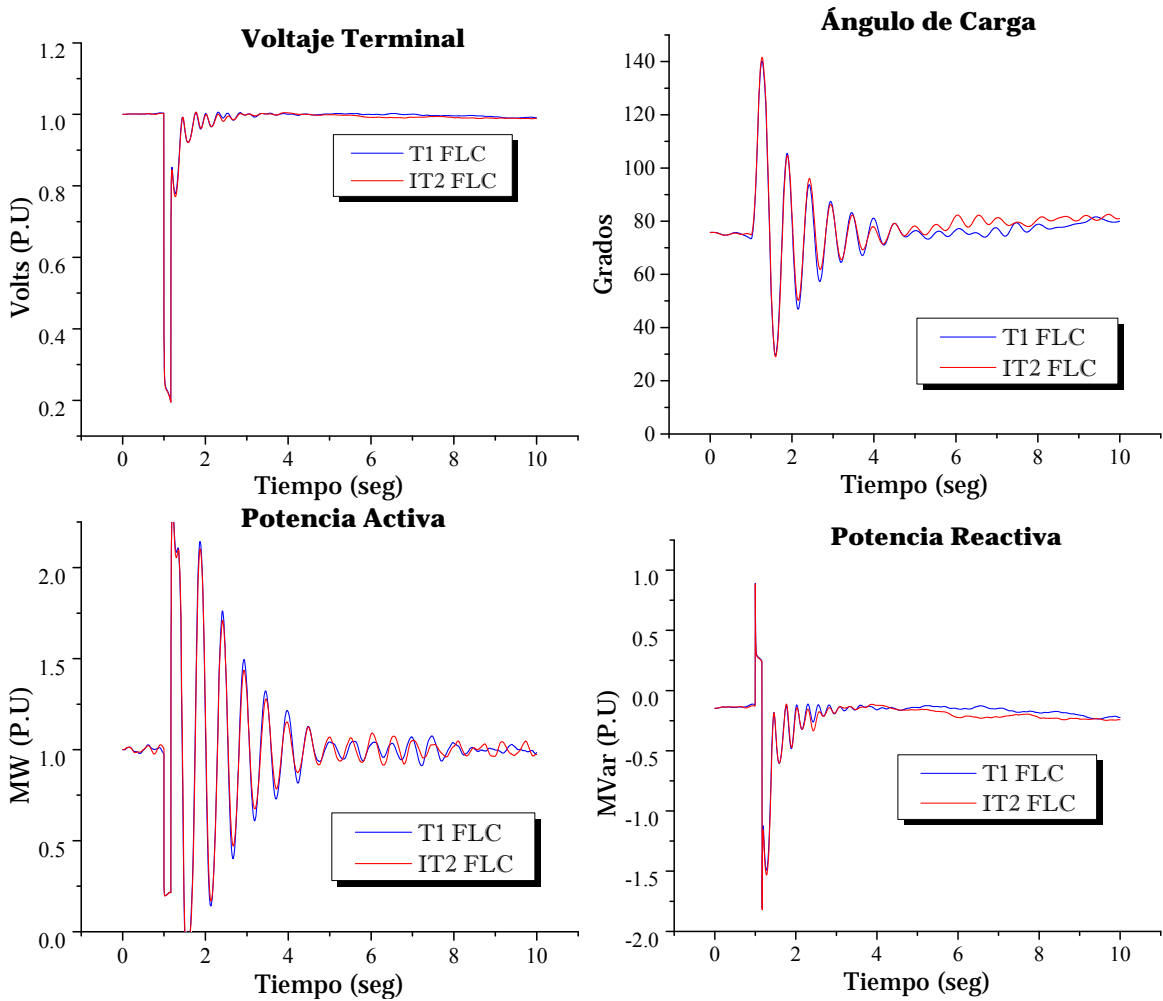 Voltaje Terminal
1.2
1.0
0.8
0.6
0.4
0.2
Volts (P.U)
T1 FLC
IT2 FLC
0 2 4 6 8 10
Tiempo (seg)
Ángulo de Carga
140
120
100
80
60
40
20
0
Grados
T1 FLC
IT2 FLC
0 2 4 6 8 10
Tiempo (seg)
Potencia Activa
2.0
1.5
1.0
0.5
0.0
MW (P.U)
T1 FLC
IT2 FLC
0 2 4 6 8 10
Tiempo (seg)
Potencia Reactiva
1.0
0.5
0.0
-0.5
-1.0
-1.5
-2.0
MVar (P.U)
T1 FLC
IT2 FLC
0 2 4 6 8 10
Tiempo (seg)